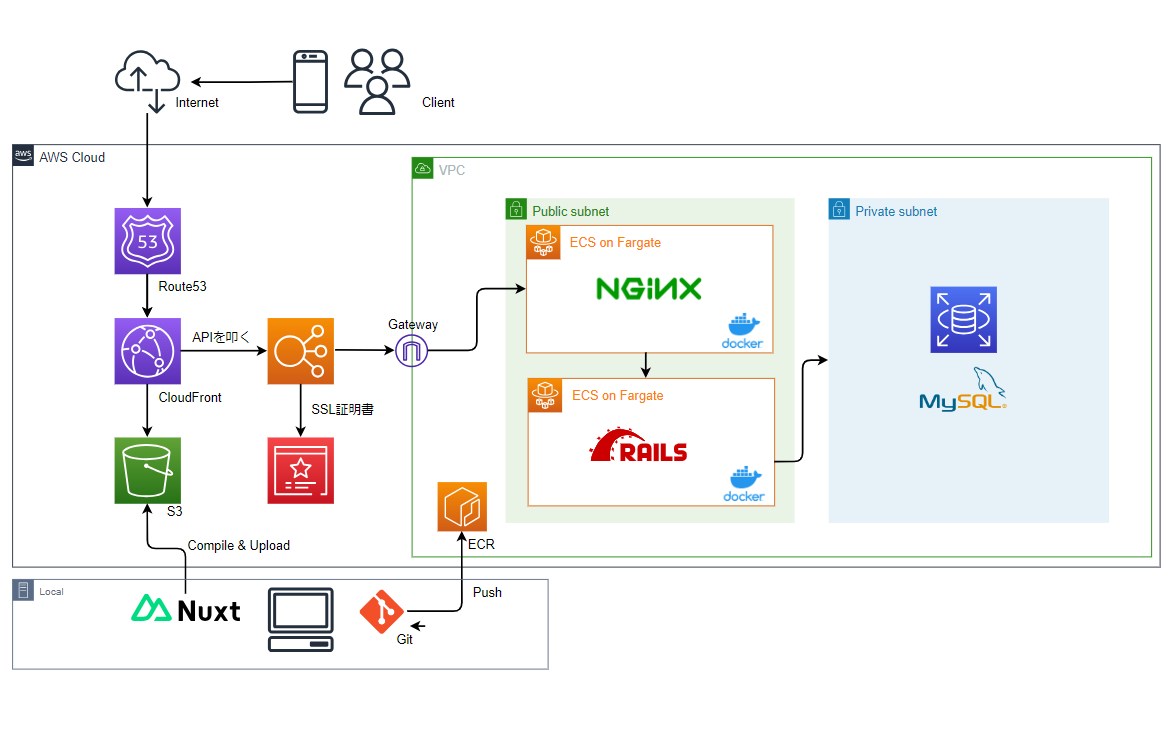 Internet
Client
aws
AWS Cloud
VPC
Public subnet
Private subnet
ECS on Fargate
53
NGiNX
Route53
Gateway
docker
APIを叩く
CloudFront
ECS on Fargate
MySQL
SSL証明書
RAILS
docker
S3
ECR
Compile & Upload
Local
Push
Nuxt
Git